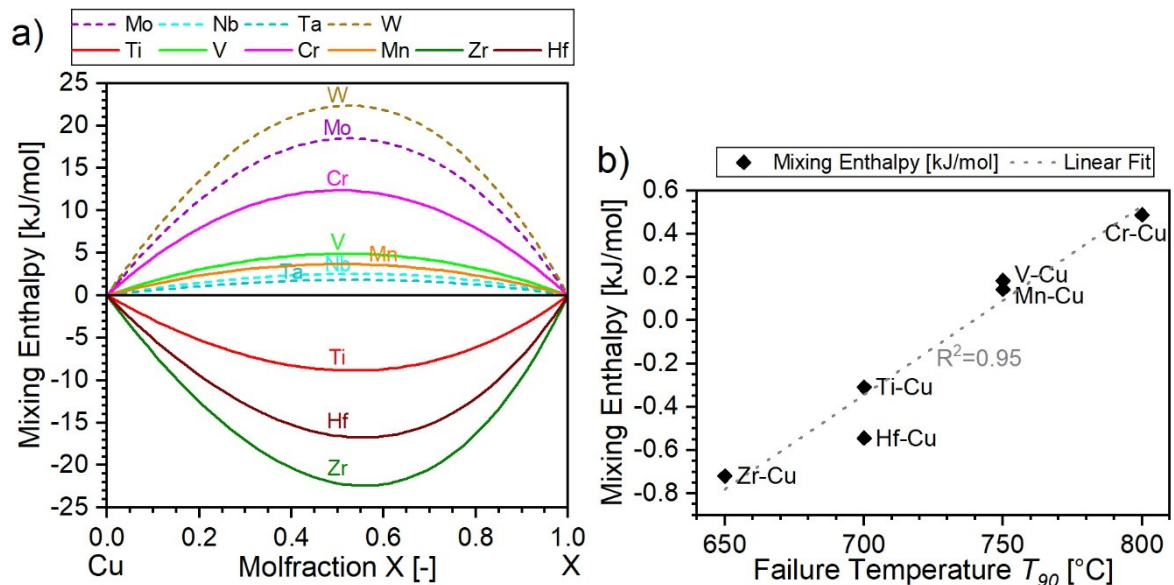 a)
Mo Nb Ta W
Ti V Cr Mn Zr Hf
Mixing Enthalpy [kJ/mol]
25
20
15
10
5
0
-5
-10
-15
-20
-25
W
Mo
Cr
V
Mn
Nb
Ta
Ti
Hf
Zr
0.0 0.2 0.4 0.6 0.8 1.0
Cu Molfraction X [-] X
b)
Mixing Enthalpy [kJ/mol] Linear Fit
Mixing Enthalpy [kJ/mol]
0.6
0.4
0.2
0.0
-0.2
-0.4
-0.6
-0.8
Cr-Cu
V-Cu
Mn-Cu
R²=0.95
Ti-Cu
Hf-Cu
Zr-Cu
650 700 750 800
Failure Temperature T₉₀ [°C]